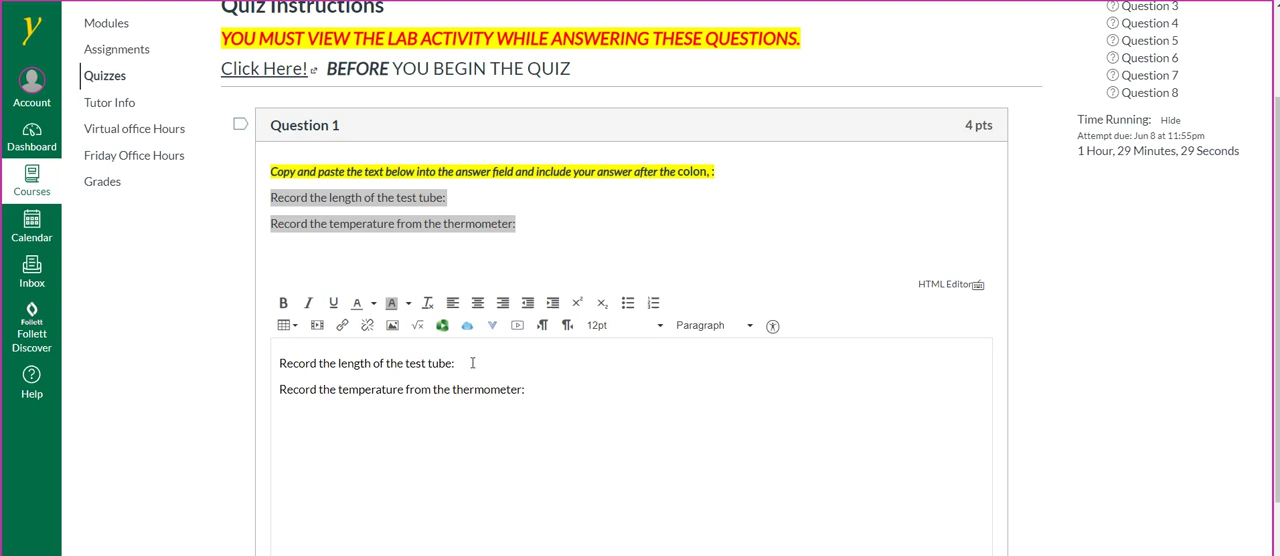 Quiz Instructions
YOU MUST VIEW THE LAB ACTIVITY WHILE ANSWERING THESE QUESTIONS.
Click Here! BEFORE YOU BEGIN THE QUIZ
y
Account
Dashboard
Courses
Calendar
Inbox
Follett
Follett
Discover
Help
Modules
Assignments
Quizzes
Tutor Info
Virtual office Hours
Friday Office Hours
Grades
Question 1 4 pts
Copy and paste the text below into the answer field and include your answer after the colon, :
Record the length of the test tube:
Record the temperature from the thermometer:
HTML Editor
B I U A A Tx x² x₂
√x V 12pt Paragraph
Record the length of the test tube:
Record the temperature from the thermometer:
Question 3
Question 4
Question 5
Question 6
Question 7
Question 8
Time Running: Hide
Attempt due: Jun 8 at 11:55pm
1 Hour, 29 Minutes, 29 Seconds